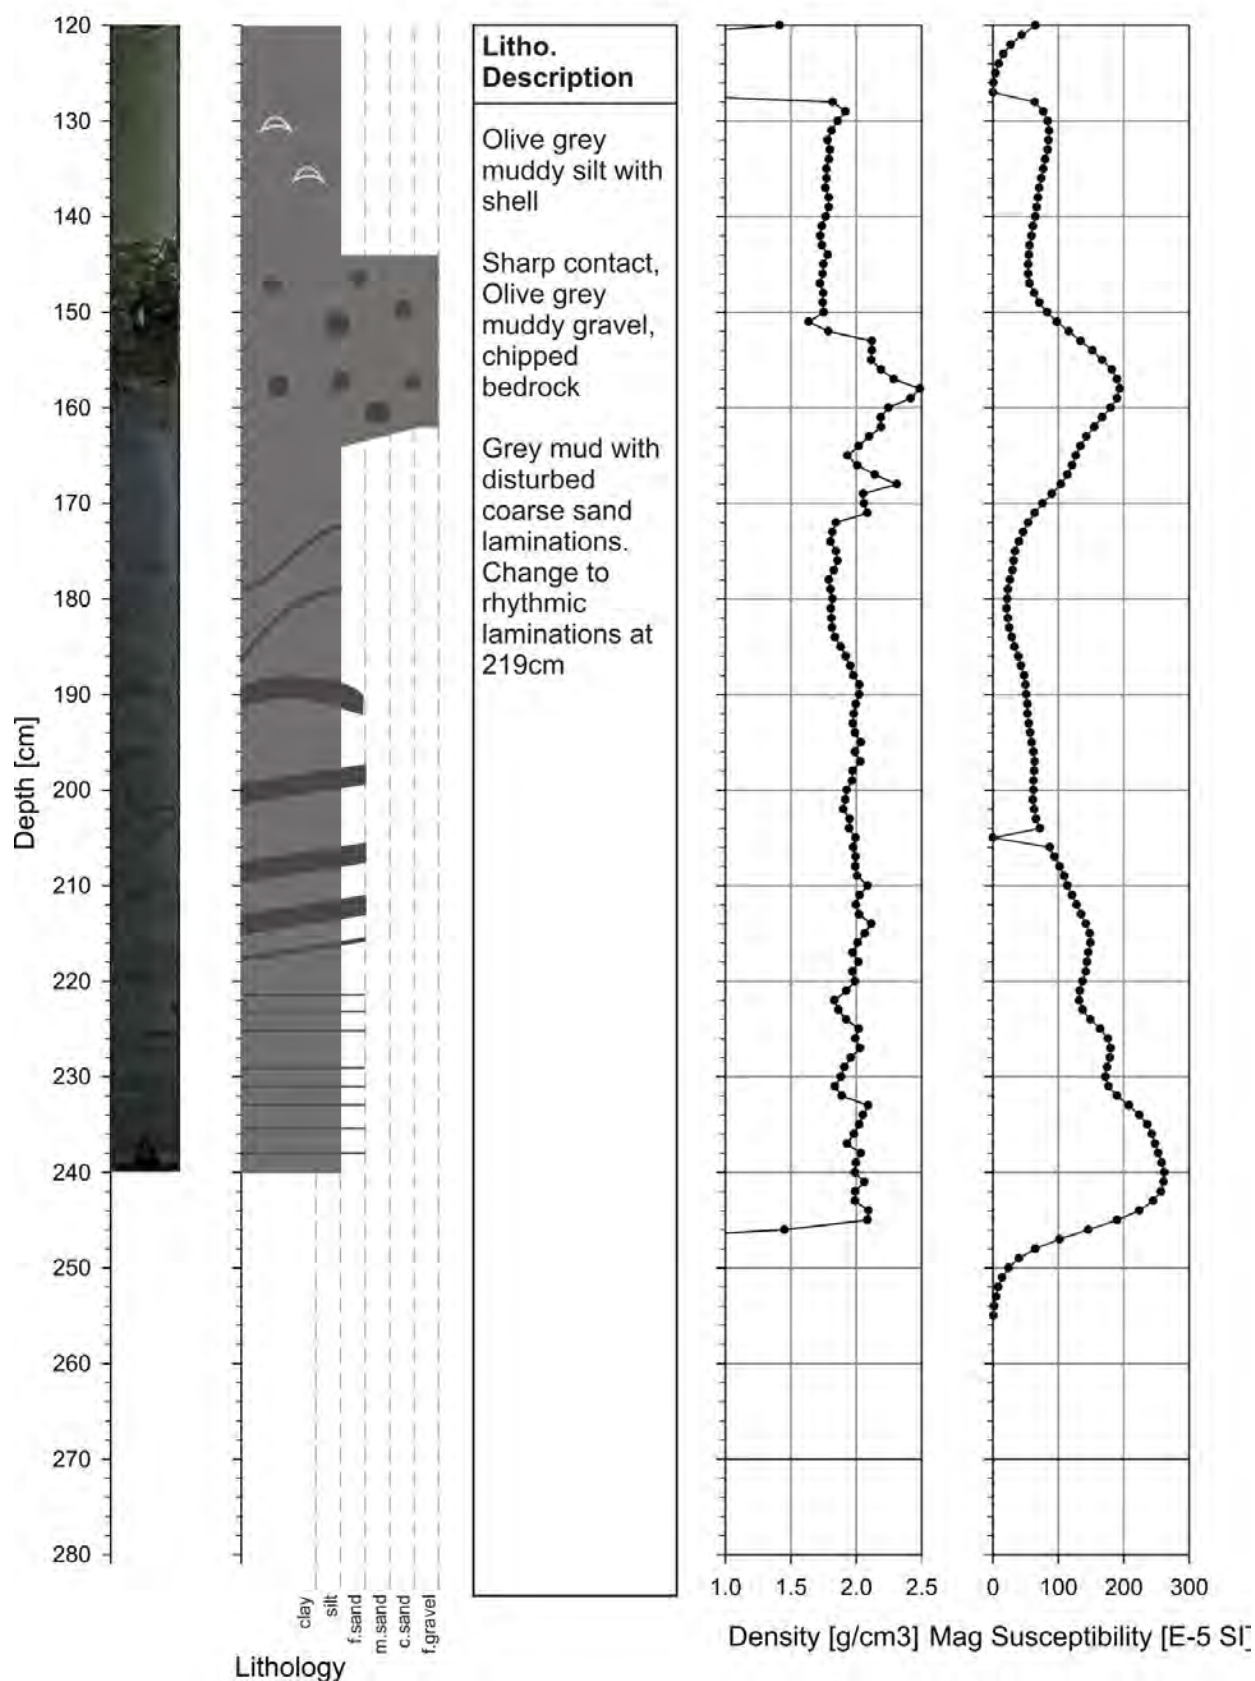 Litho.
Description
Olive grey
muddy silt with
shell
Sharp contact,
Olive grey
muddy gravel,
chipped
bedrock
Grey mud with
disturbed
coarse sand
laminations.
Change to
rhythmic
laminations at
219cm
Depth [cm]
120
130
140
150
160
170
180
190
200
210
220
230
240
250
260
270
280
clay
silt
f.sand
m.sand
c.sand
f.gravel
Lithology
1.0 1.5 2.0 2.5
0 100 200 300
Density [g/cm3] Mag Susceptibility [E-5 SI]